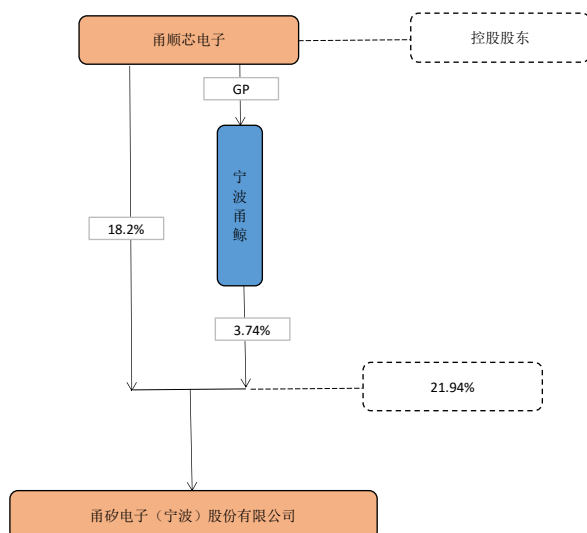 甬顺芯电子
控股股东
GP
宁波甬鲸
18.2%
3.74%
21.94%
甬矽电子（宁波）股份有限公司